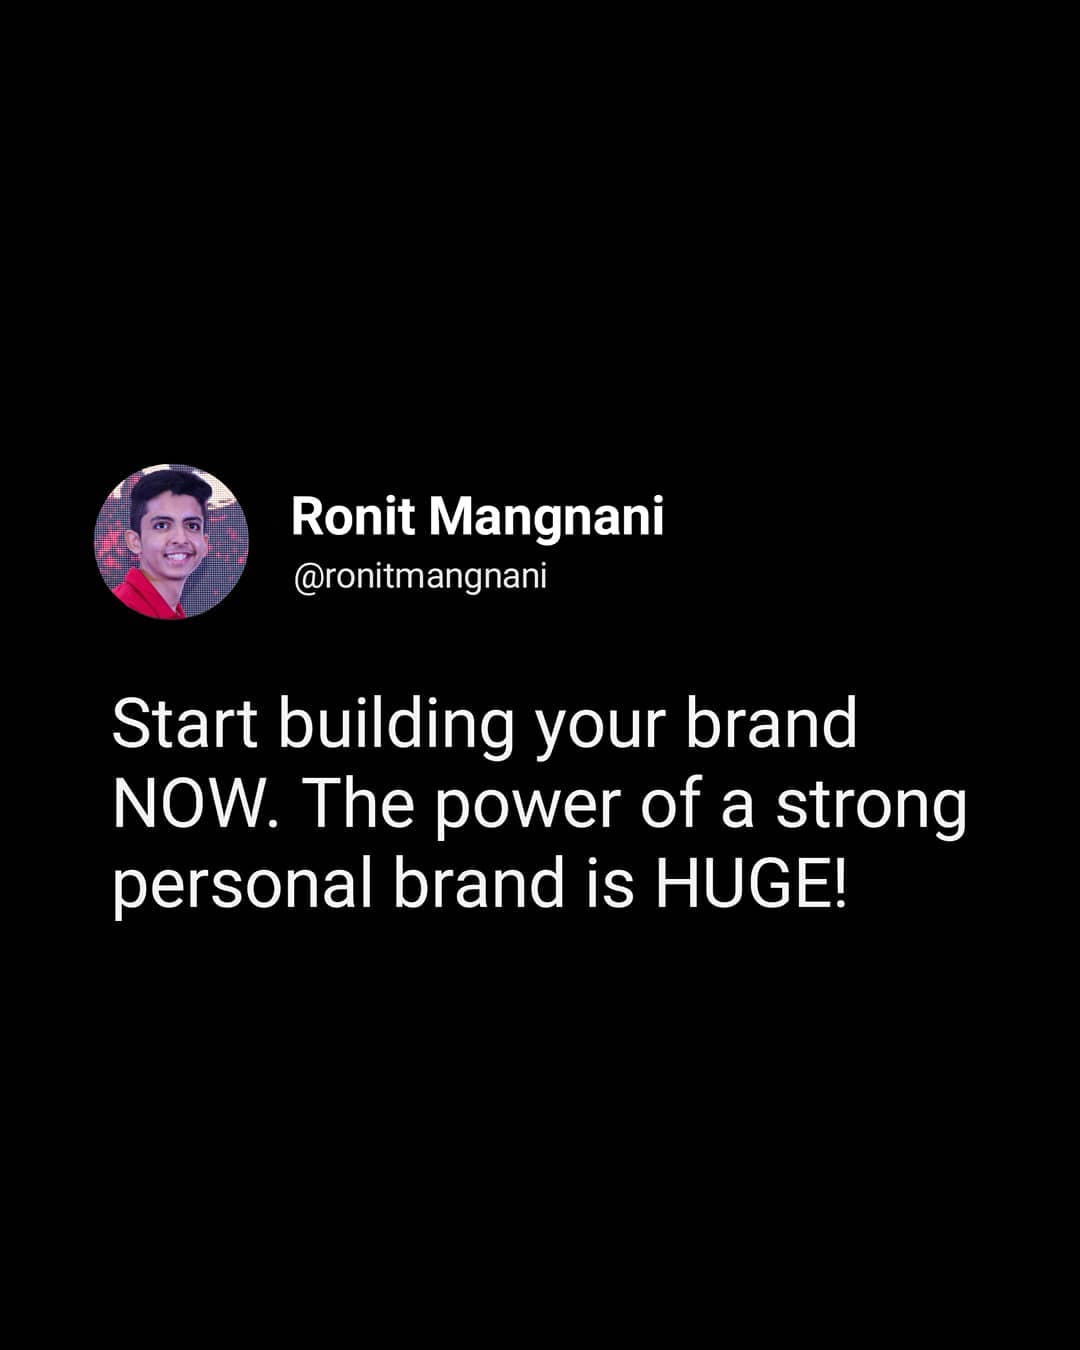 Ronit Mangnani
@ronitmangnani
Start building your brand
NOW. The power of a strong
personal brand is HUGE!